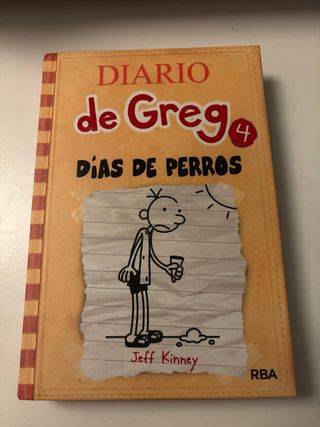 DIARIO
de Greg 4
DÍAS DE PERROS
Jeff Kinney
RBA